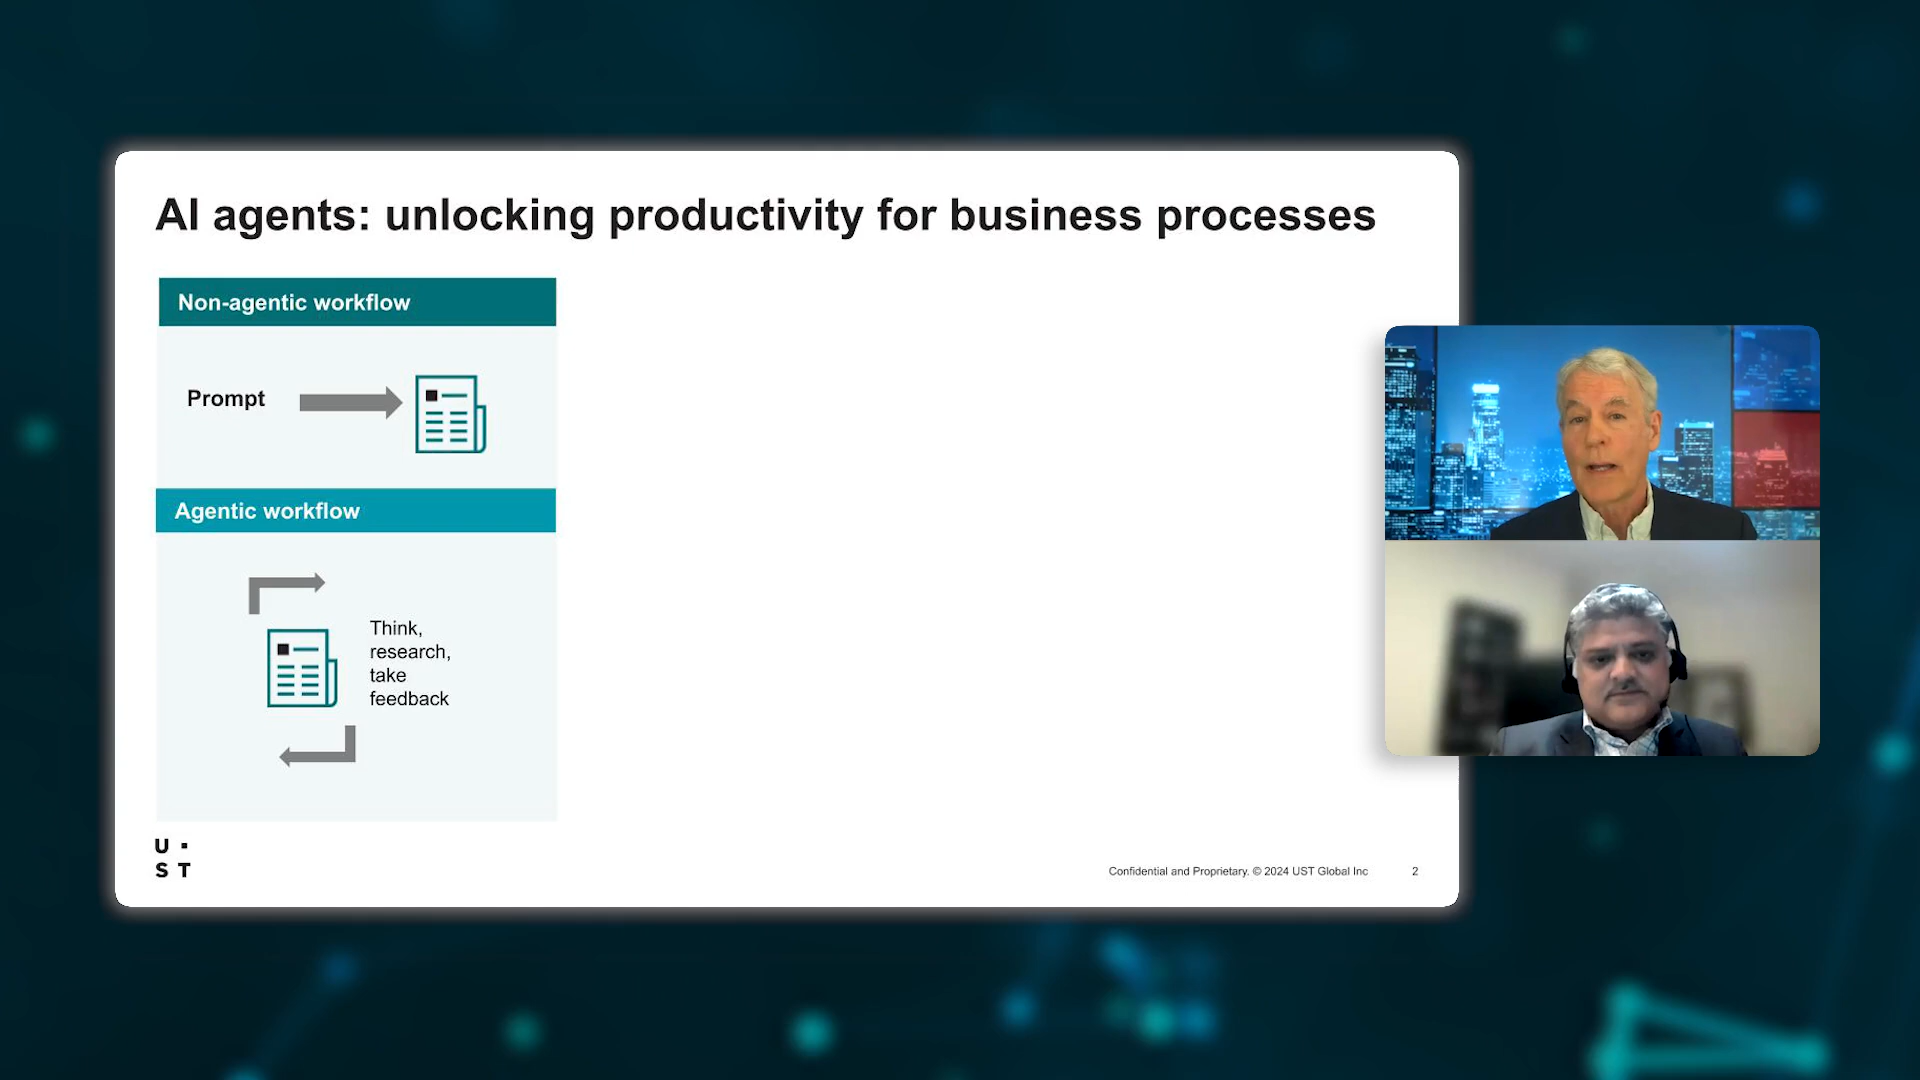 AI agents: unlocking productivity for business processes
Non-agentic workflow
Prompt
Agentic workflow
Think,
research,
take
feedback
U ·
S T
Confidential and Proprietary. © 2024 UST Global Inc 2